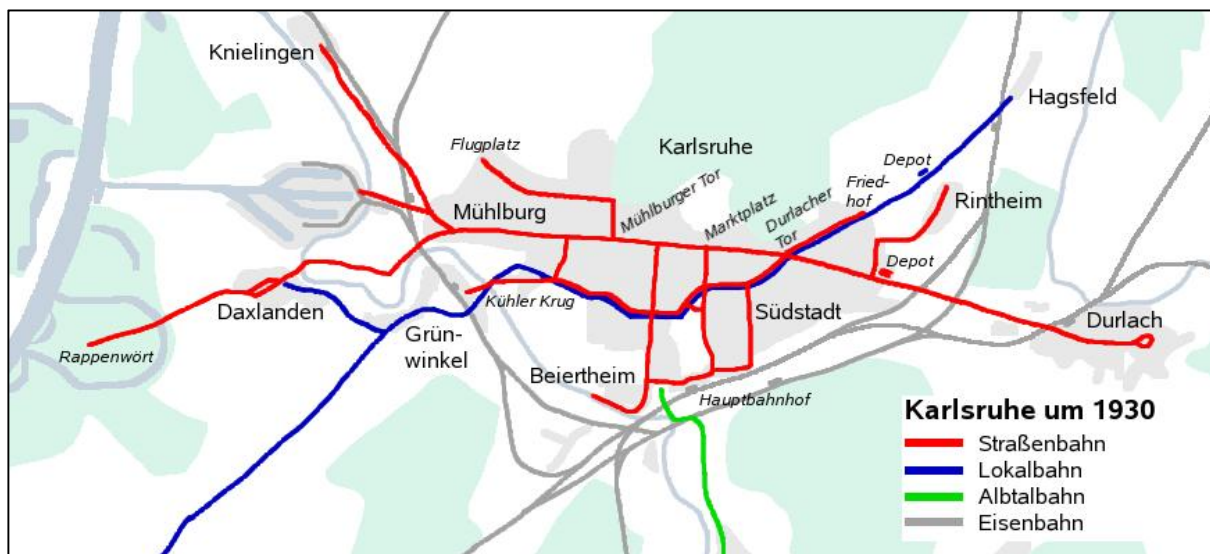 Knielingen
Hagsfeld
Flugplatz
Karlsruhe
Depot
Mühlburger Tor
Marktplatz
Durlacher
Tor
Fried-
hof
Rintheim
Mühlburg
Depot
Daxlanden
Kühler Krug
Südstadt
Durlach
Rappenwört
Grün-
winkel
Beiertheim
Hauptbahnhof
Karlsruhe um 1930
Straßenbahn
Lokalbahn
Albtalbahn
Eisenbahn